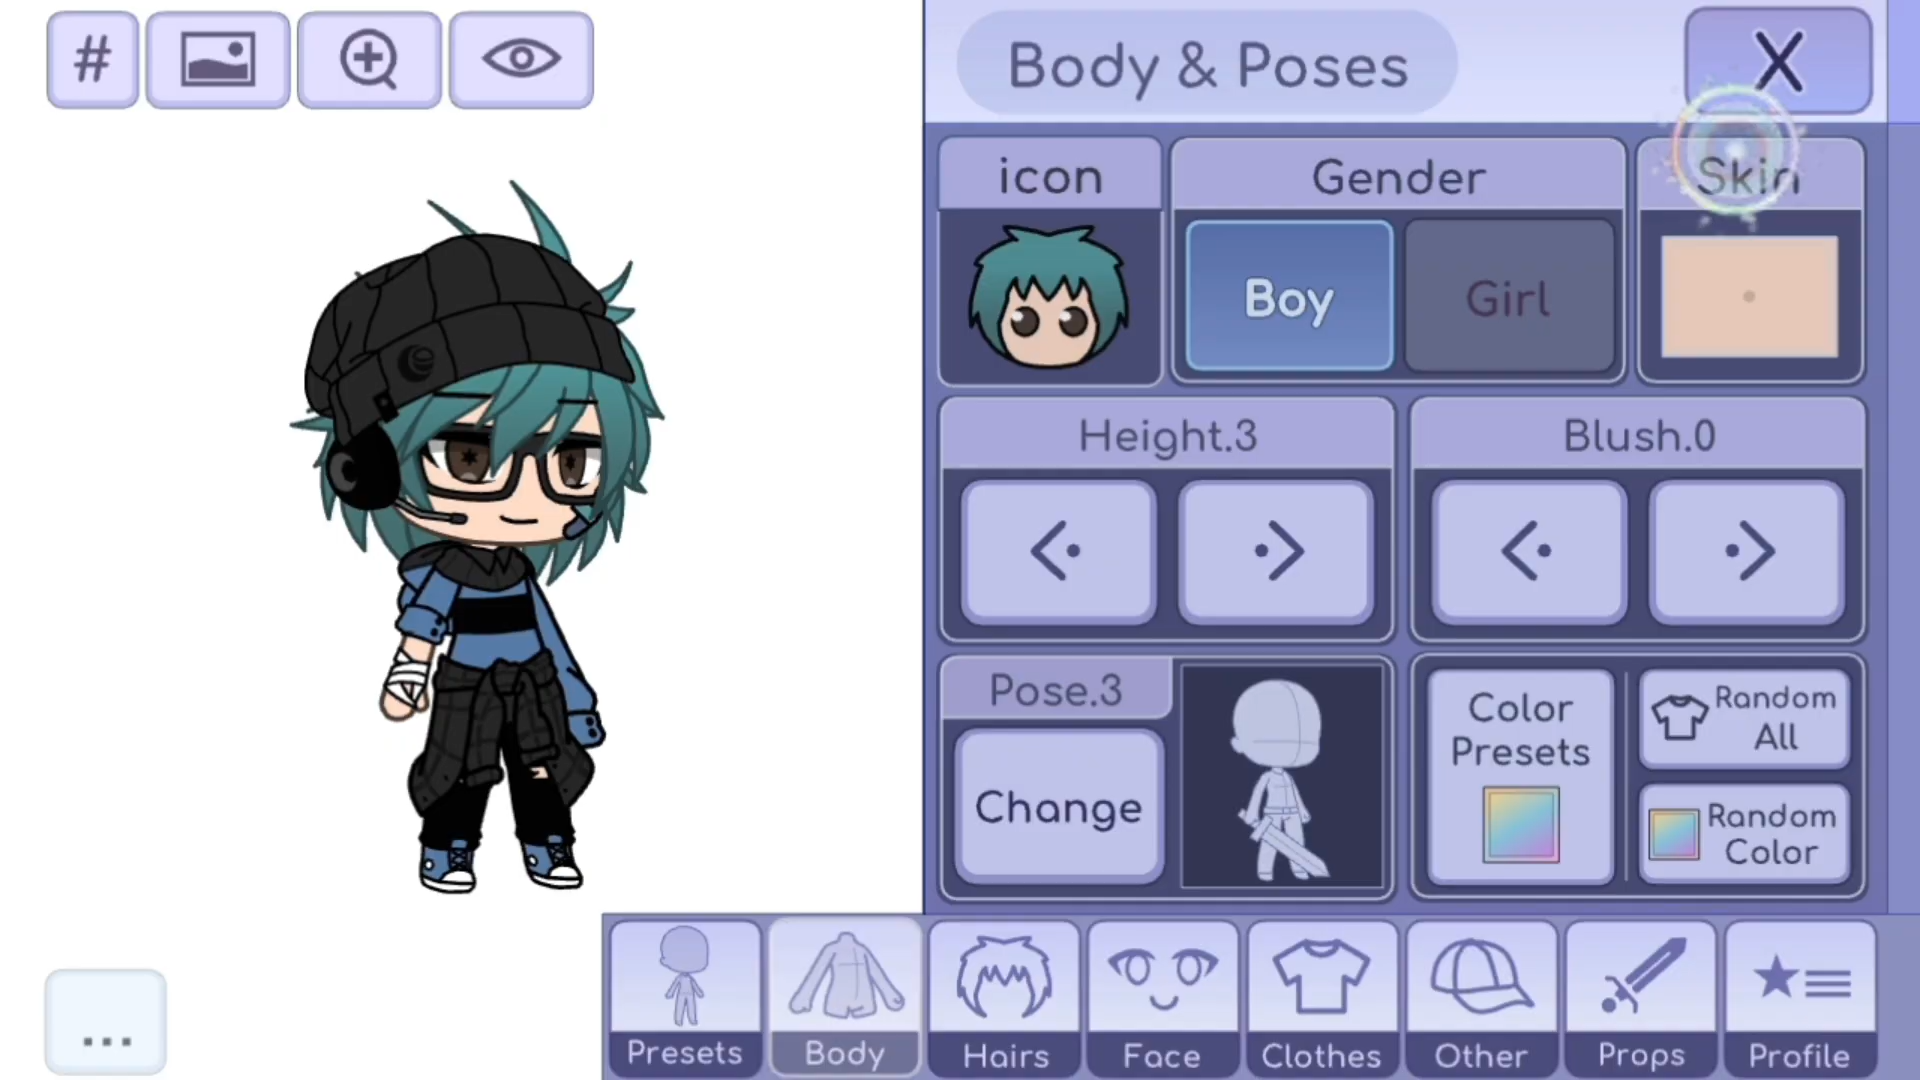 #
Body & Poses
X
icon
Gender
Skin
Boy
Girl
Height.3
Blush.0
Pose.3
Change
Color
Presets
Random
All
Random
Color
...
Presets
Body
Hairs
Face
Clothes
Other
Props
Profile